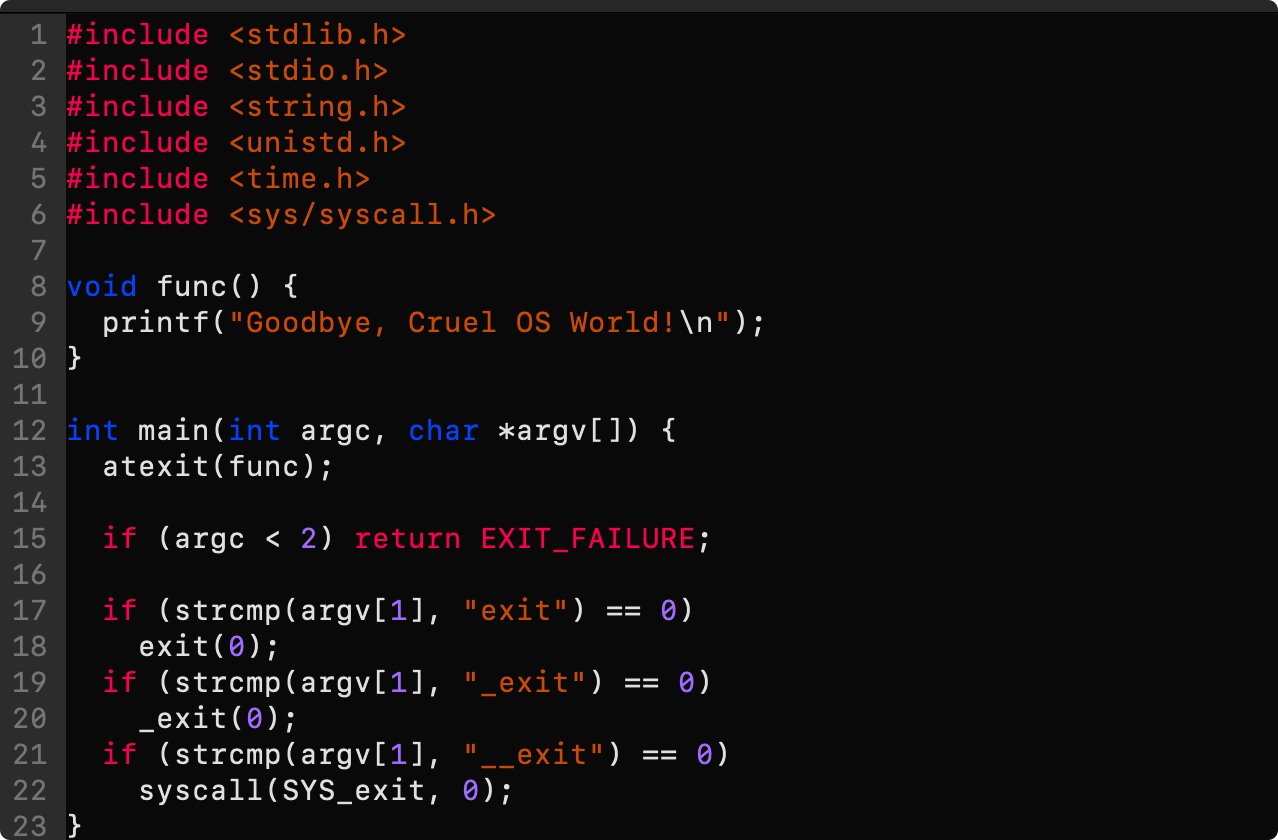 1 #include <stdlib.h>
2 #include <stdio.h>
3 #include <string.h>
4 #include <unistd.h>
5 #include <time.h>
6 #include <sys/syscall.h>
7
8 void func() {
9   printf("Goodbye, Cruel OS World!\n");
10 }
11
12 int main(int argc, char *argv[]) {
13   atexit(func);
14
15   if (argc < 2) return EXIT_FAILURE;
16
17   if (strcmp(argv[1], "exit") == 0)
18     exit(0);
19   if (strcmp(argv[1], "_exit") == 0)
20     _exit(0);
21   if (strcmp(argv[1], "__exit") == 0)
22     syscall(SYS_exit, 0);
23 }